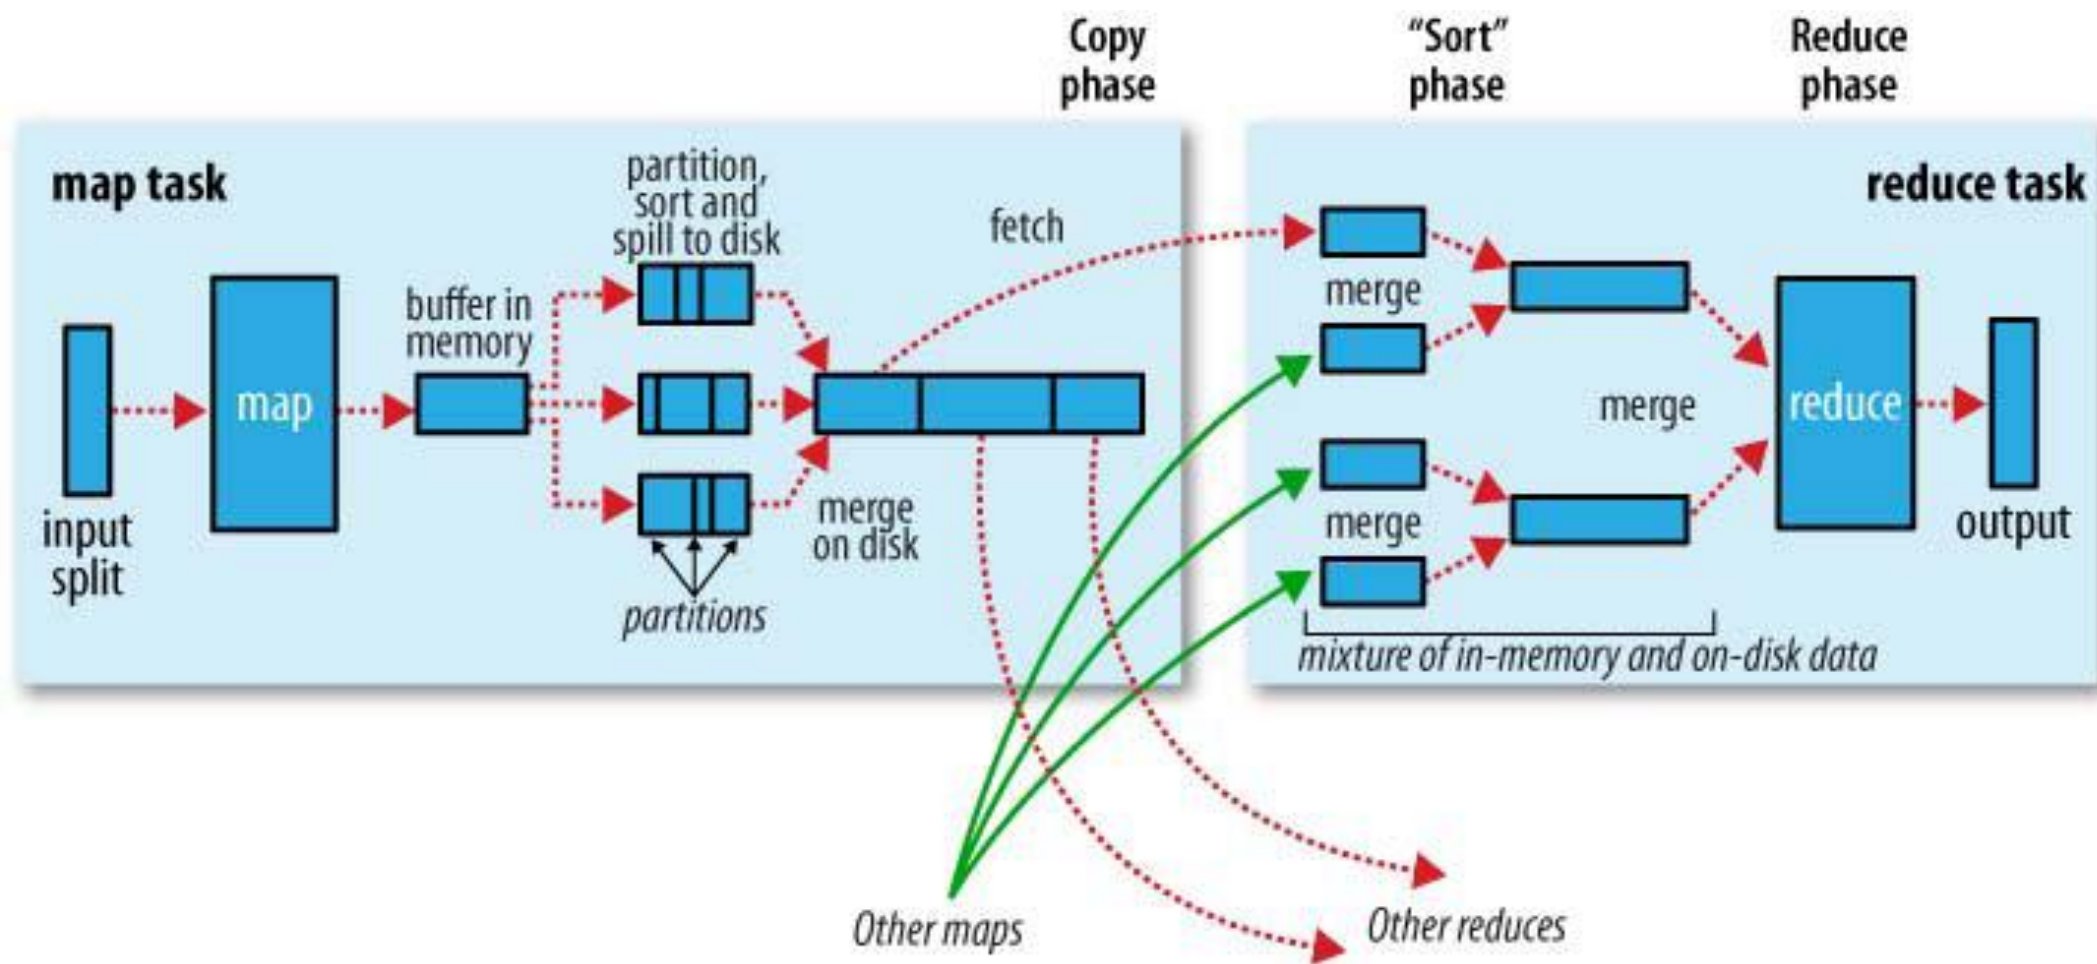 Copy
phase
“Sort”
phase
Reduce
phase
map task
partition,
sort and
spill to disk
fetch
reduce task
buffer in
memory
merge
map
merge
reduce
input
split
merge
on disk
merge
output
partitions
mixture of in-memory and on-disk data
Other maps
Other reduces